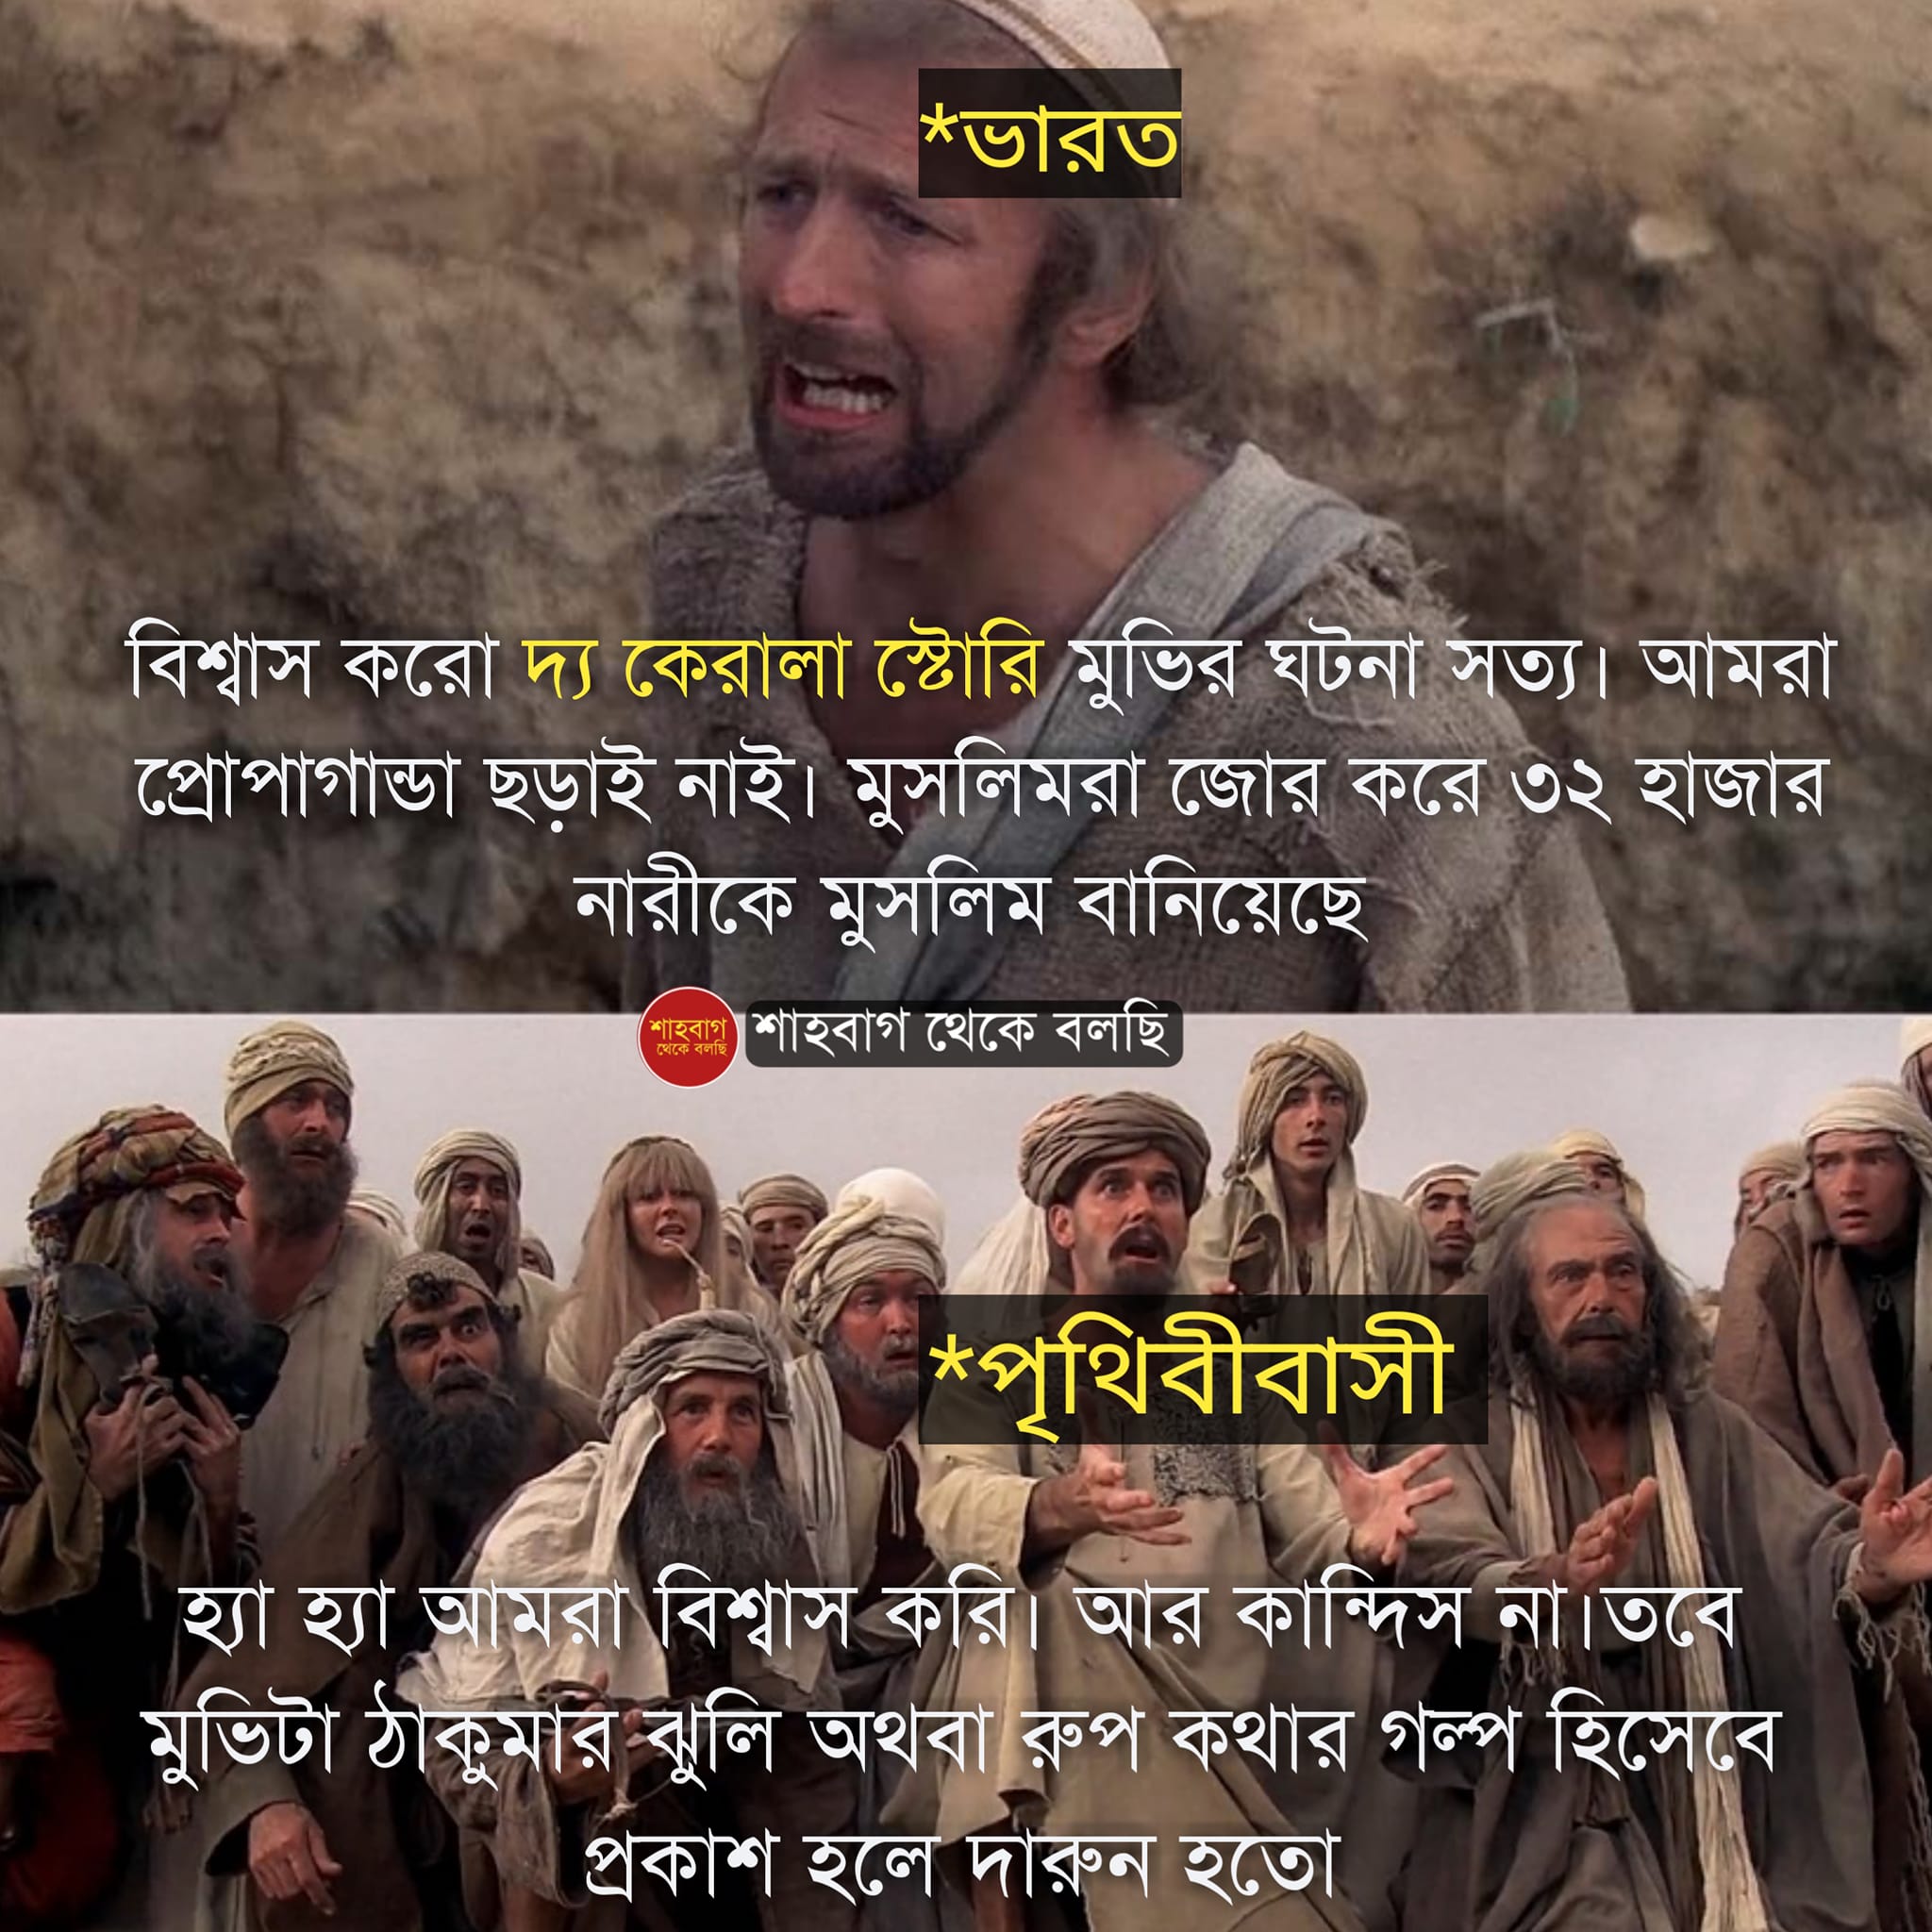 *ভারত
বিশ্বাস করো দ্য কেরালা স্টোরি মুভির ঘটনা সত্য। আমরা
প্রোপাগান্ডা ছড়াই নাই। মুসলিমরা জোর করে ৩২ হাজার
নারীকে মুসলিম বানিয়েছে
শাহবাগ
থেকে বলছি
শাহবাগ থেকে বলছি
*পৃথিবীবাসী
হ্যা হ্যা আমরা বিশ্বাস করি। আর কান্দিস না।তবে
মুভিটা ঠাকুমার ঝুলি অথবা রুপ কথার গল্প হিসেবে
প্রকাশ হলে দারুন হতো